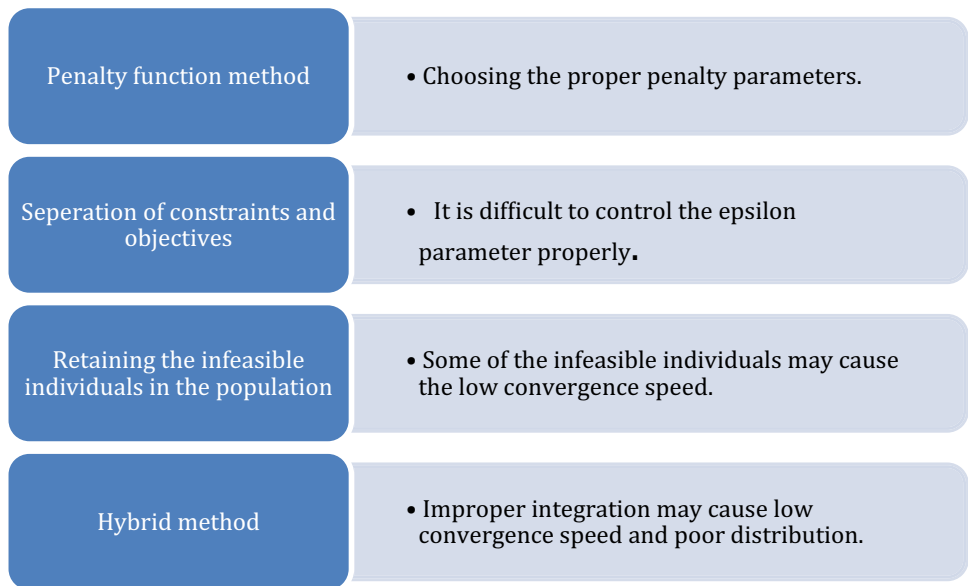 Penalty function method
• Choosing the proper penalty parameters.
Seperation of constraints and
objectives
• It is difficult to control the epsilon
parameter properly.
Retaining the infeasible
individuals in the population
• Some of the infeasible individuals may cause
the low convergence speed.
Hybrid method
• Improper integration may cause low
convergence speed and poor distribution.